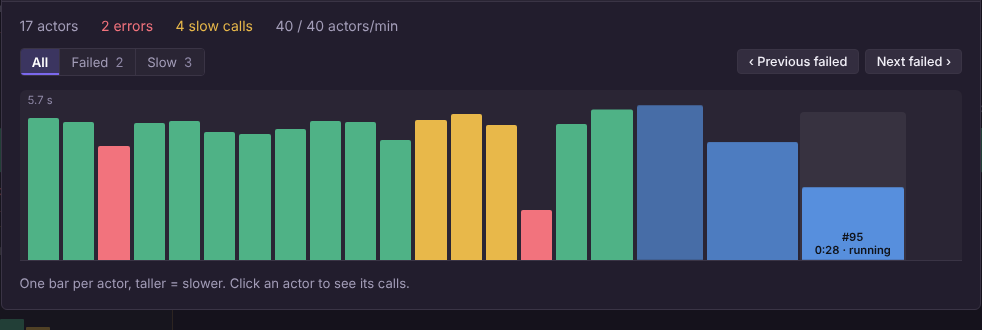 17 actors 2 errors 4 slow calls 40 / 40 actors/min
All Failed 2 Slow 3 ‹ Previous failed Next failed ›
5.7 s
#95
0:28 · running
One bar per actor, taller = slower. Click an actor to see its calls.